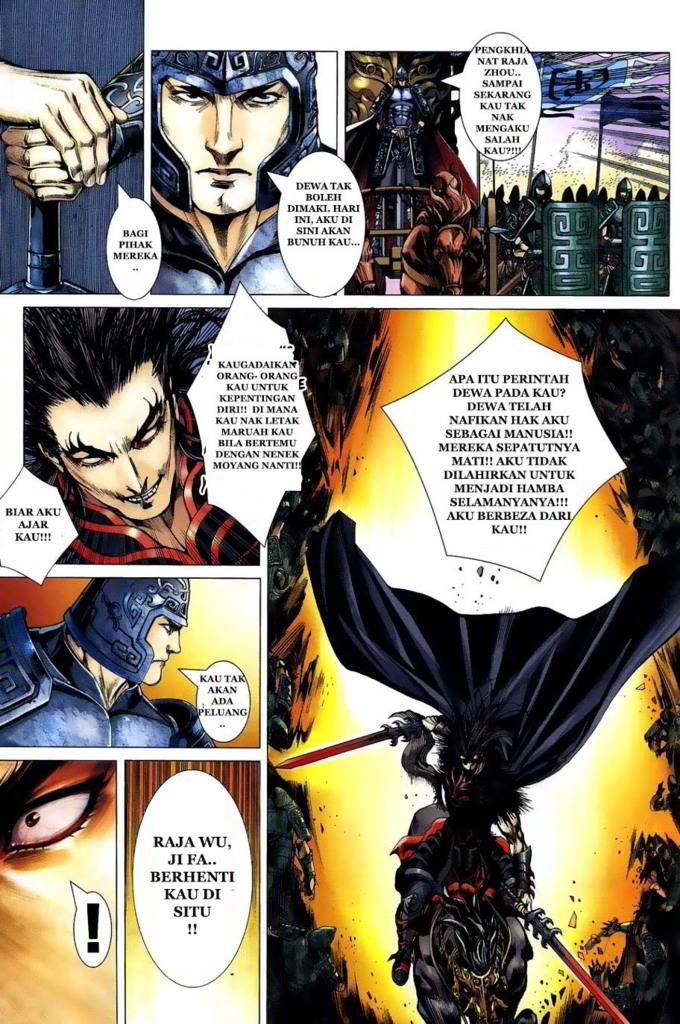 PENGKHIA
NAT RAJA
ZHOU..
SAMPAI
SEKARANG
KAU TAK
NAK
MENGAKU
SALAH
KAU?!!!
DEWA TAK
BOLEH
DIMAKI. HARI
INI, AKU DI
SINI AKAN
BUNUH KAU...
BAGI
PIHAK
MEREKA
..
APA ITU PERINTAH
DEWA PADA KAU?
DEWA TELAH
NAFIKAN HAK AKU
SEBAGAI MANUSIA!!
MEREKA SEPATUTNYA
MATI!! AKU TIDAK
DILAHIRKAN UNTUK
MENJADI HAMBA
SELAMANYANYA!!!
AKU BERBEZA DARI
KAU!!
KAUGADAIKAN
ORANG- ORANG
KAU UNTUK
KEPENTINGAN
DIRI!! DI MANA
KAU NAK LETAK
MARUAH KAU
BILA BERTEMU
DENGAN NENEK
MOYANG NANTI!!
BIAR AKU
AJAR
KAU!!!
KAU TAK
AKAN
ADA
PELUANG
..
RAJA WU,
JI FA..
BERHENTI
KAU DI
SITU
!!
!